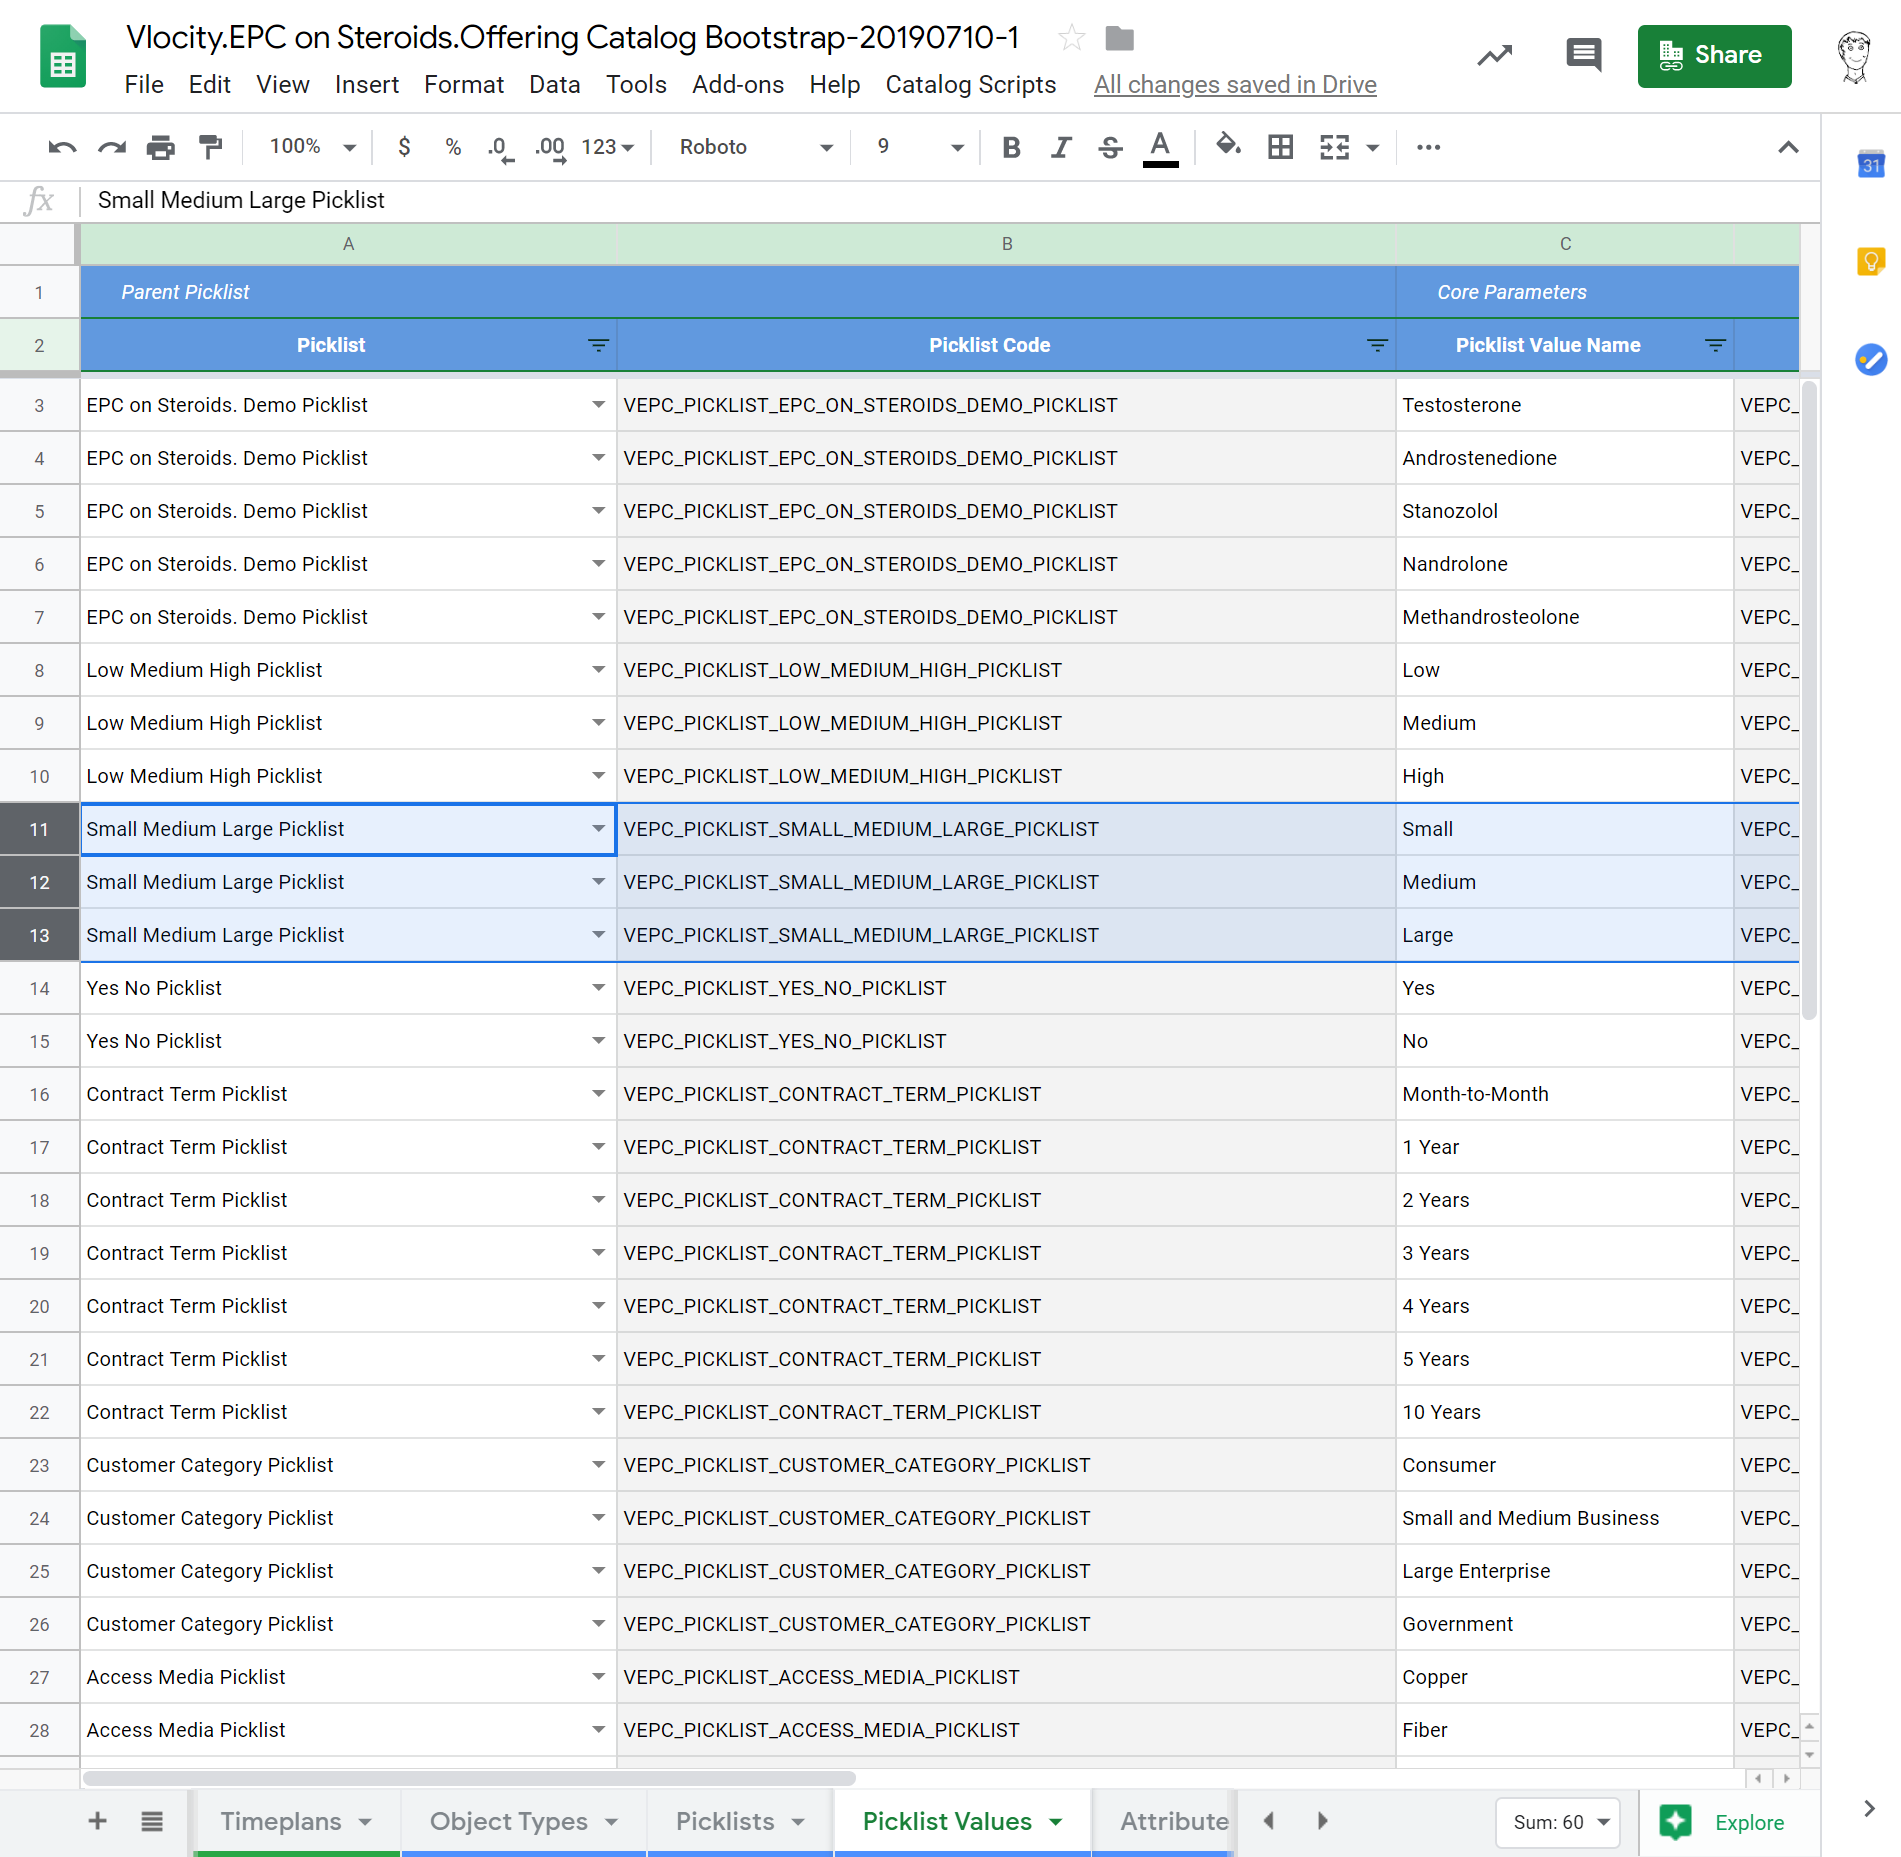 Vlocity.EPC on Steroids.Offering Catalog Bootstrap-20190710-1
File Edit View Insert Format Data Tools Add-ons Help Catalog Scripts All changes saved in Drive
Share
100% $ % .0 .00 123 Roboto 9 B I S A
31
fx Small Medium Large Picklist
A B C
1 Parent Picklist Core Parameters
2 Picklist Picklist Code Picklist Value Name
3 EPC on Steroids. Demo Picklist VEPC_PICKLIST_EPC_ON_STEROIDS_DEMO_PICKLIST Testosterone VEPC_
4 EPC on Steroids. Demo Picklist VEPC_PICKLIST_EPC_ON_STEROIDS_DEMO_PICKLIST Androstenedione VEPC_
5 EPC on Steroids. Demo Picklist VEPC_PICKLIST_EPC_ON_STEROIDS_DEMO_PICKLIST Stanozolol VEPC_
6 EPC on Steroids. Demo Picklist VEPC_PICKLIST_EPC_ON_STEROIDS_DEMO_PICKLIST Nandrolone VEPC_
7 EPC on Steroids. Demo Picklist VEPC_PICKLIST_EPC_ON_STEROIDS_DEMO_PICKLIST Methandrosteolone VEPC_
8 Low Medium High Picklist VEPC_PICKLIST_LOW_MEDIUM_HIGH_PICKLIST Low VEPC_
9 Low Medium High Picklist VEPC_PICKLIST_LOW_MEDIUM_HIGH_PICKLIST Medium VEPC_
10 Low Medium High Picklist VEPC_PICKLIST_LOW_MEDIUM_HIGH_PICKLIST High VEPC_
11 Small Medium Large Picklist VEPC_PICKLIST_SMALL_MEDIUM_LARGE_PICKLIST Small VEPC_
12 Small Medium Large Picklist VEPC_PICKLIST_SMALL_MEDIUM_LARGE_PICKLIST Medium VEPC_
13 Small Medium Large Picklist VEPC_PICKLIST_SMALL_MEDIUM_LARGE_PICKLIST Large VEPC_
14 Yes No Picklist VEPC_PICKLIST_YES_NO_PICKLIST Yes VEPC_
15 Yes No Picklist VEPC_PICKLIST_YES_NO_PICKLIST No VEPC_
16 Contract Term Picklist VEPC_PICKLIST_CONTRACT_TERM_PICKLIST Month-to-Month VEPC_
17 Contract Term Picklist VEPC_PICKLIST_CONTRACT_TERM_PICKLIST 1 Year VEPC_
18 Contract Term Picklist VEPC_PICKLIST_CONTRACT_TERM_PICKLIST 2 Years VEPC_
19 Contract Term Picklist VEPC_PICKLIST_CONTRACT_TERM_PICKLIST 3 Years VEPC_
20 Contract Term Picklist VEPC_PICKLIST_CONTRACT_TERM_PICKLIST 4 Years VEPC_
21 Contract Term Picklist VEPC_PICKLIST_CONTRACT_TERM_PICKLIST 5 Years VEPC_
22 Contract Term Picklist VEPC_PICKLIST_CONTRACT_TERM_PICKLIST 10 Years VEPC_
23 Customer Category Picklist VEPC_PICKLIST_CUSTOMER_CATEGORY_PICKLIST Consumer VEPC_
24 Customer Category Picklist VEPC_PICKLIST_CUSTOMER_CATEGORY_PICKLIST Small and Medium Business VEPC_
25 Customer Category Picklist VEPC_PICKLIST_CUSTOMER_CATEGORY_PICKLIST Large Enterprise VEPC_
26 Customer Category Picklist VEPC_PICKLIST_CUSTOMER_CATEGORY_PICKLIST Government VEPC_
27 Access Media Picklist VEPC_PICKLIST_ACCESS_MEDIA_PICKLIST Copper VEPC_
28 Access Media Picklist VEPC_PICKLIST_ACCESS_MEDIA_PICKLIST Fiber VEPC_
+ Timeplans Object Types Picklists Picklist Values Attribute Sum: 60 Explore